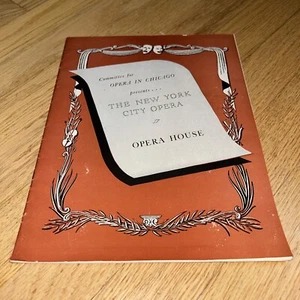 Committee for
OPERA IN CHICAGO
presents . . .
THE NEW YORK
CITY OPERA
OPERA HOUSE